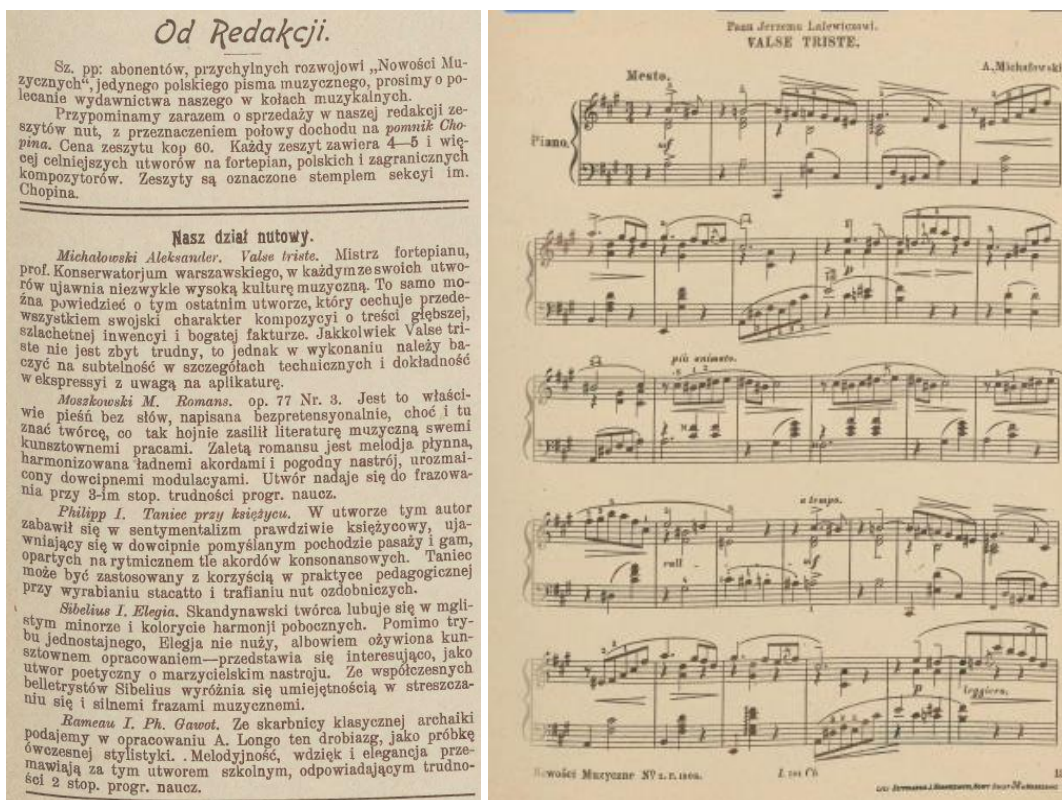 Od Redakcji.
Sz. pp: abonentów, przychylnych rozwojowi „Nowości Mu-
zycznych“, jedynego polskiego pisma muzycznego, prosimy o po-
lecanie wydawnictwa naszego w kołach muzykalnych.
Przypominamy zarazem o sprzedaży w naszej redakcji ze-
szytów nut, z przeznaczeniem połowy dochodu na pomnik Cho-
pina. Cena zeszytu kop 60. Każdy zeszyt zawiera 4—5 i wię-
cej celniejszych utworów na fortepian, polskich i zagranicznych
kompozytorów. Zeszyty są oznaczone stemplem sekcyi im.
Chopina.
Nasz dział nutowy.
Michałowski Aleksander. Valse triste. Mistrz fortepianu,
prof. Konserwatorjum warszawskiego, w każdym ze swoich utwo-
rów ujawnia niezwykle wysoką kulturę muzyczną. To samo mo-
żna powiedzieć o tym ostatnim utworze, który cechuje przede-
wszystkiem swojski charakter kompozycyi o treści głębszej,
szlachetnej inwencyi i bogatej fakturze. Jakkolwiek Valse tri-
ste nie jest zbyt trudny, to jednak w wykonaniu należy ba-
czyć na subtelność w szczegółach technicznych i dokładność
w ekspressyi z uwagą na aplikaturę.
Moszkowski M. Romans. op. 77 Nr. 3. Jest to właści-
wie pieśń bez słów, napisana bezpretensyonalnie, choć i tu
znać twórcę, co tak hojnie zasilił literaturę muzyczną swemi
kunsztownemi pracami. Zaletą romansu jest melodja płynna,
harmonizowana ładnemi akordami i pogodny nastrój, urozmai-
cony dowcipnemi modulacyami. Utwór nadaje się do frazowa-
nia przy 3-im stop. trudności progr. naucz.
Philipp I. Taniec przy księżycu. W utworze tym autor
zabawił się w sentymentalizm prawdziwie księżycowy, uja-
wniający się w dowcipnie pomyślanym pochodzie pasaży i gam,
opartych na rytmicznem tle akordów konsonansowych. Taniec
może być zastosowany z korzyścią w praktyce pedagogicznej
przy wyrabianiu stacatto i trafianiu nut ozdobniczych.
Sibelius I. Elegia. Skandynawski twórca lubuje się w mgli-
stym minorze i kolorycie harmonji pobocznych. Pomimo try-
bu jednostajnego, Elegja nie nuży, albowiem ożywiona kun-
sztownem opracowaniem—przedstawia się interesująco, jako
utwor poetyczny o marzycielskim nastroju. Ze współczesnych
belletrystów Sibelius wyróżnia się umiejętnością w streszcza-
niu się i silnemi frazami muzycznemi.
Rameau I. Ph. Gawot. Ze skarbnicy klasycznej archaiki
podajemy w opracowaniu A. Longo ten drobiazg, jako próbkę
ówczesnej stylistyki. Melodyjność, wdzięk i elegancja prze-
mawiają za tym utworem szkolnym, odpowiadającym trudno-
ści 2 stop. progr. naucz.
Panu Jerzemu Lalewiczowi.
VALSE TRISTE.
A. Michałowski
Mesto.
Piano.
sf
p
più animato.
a tempo.
rall
sf
p
leggiero.
Nowości Muzyczne Nº 2. r. 1909.